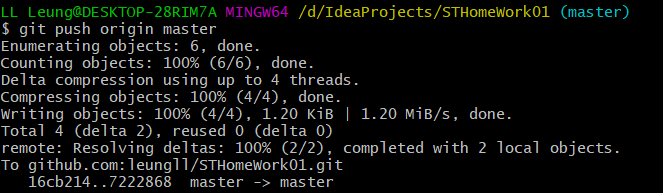 LL Leung@DESKTOP-28RIM7A MINGW64 /d/IdeaProjects/STHomeWork01 (master)
$ git push origin master
Enumerating objects: 6, done.
Counting objects: 100% (6/6), done.
Delta compression using up to 4 threads.
Compressing objects: 100% (4/4), done.
Writing objects: 100% (4/4), 1.20 KiB | 1.20 MiB/s, done.
Total 4 (delta 2), reused 0 (delta 0)
remote: Resolving deltas: 100% (2/2), completed with 2 local objects.
To github.com:leungll/STHomeWork01.git
   16cb214..7222868  master -> master